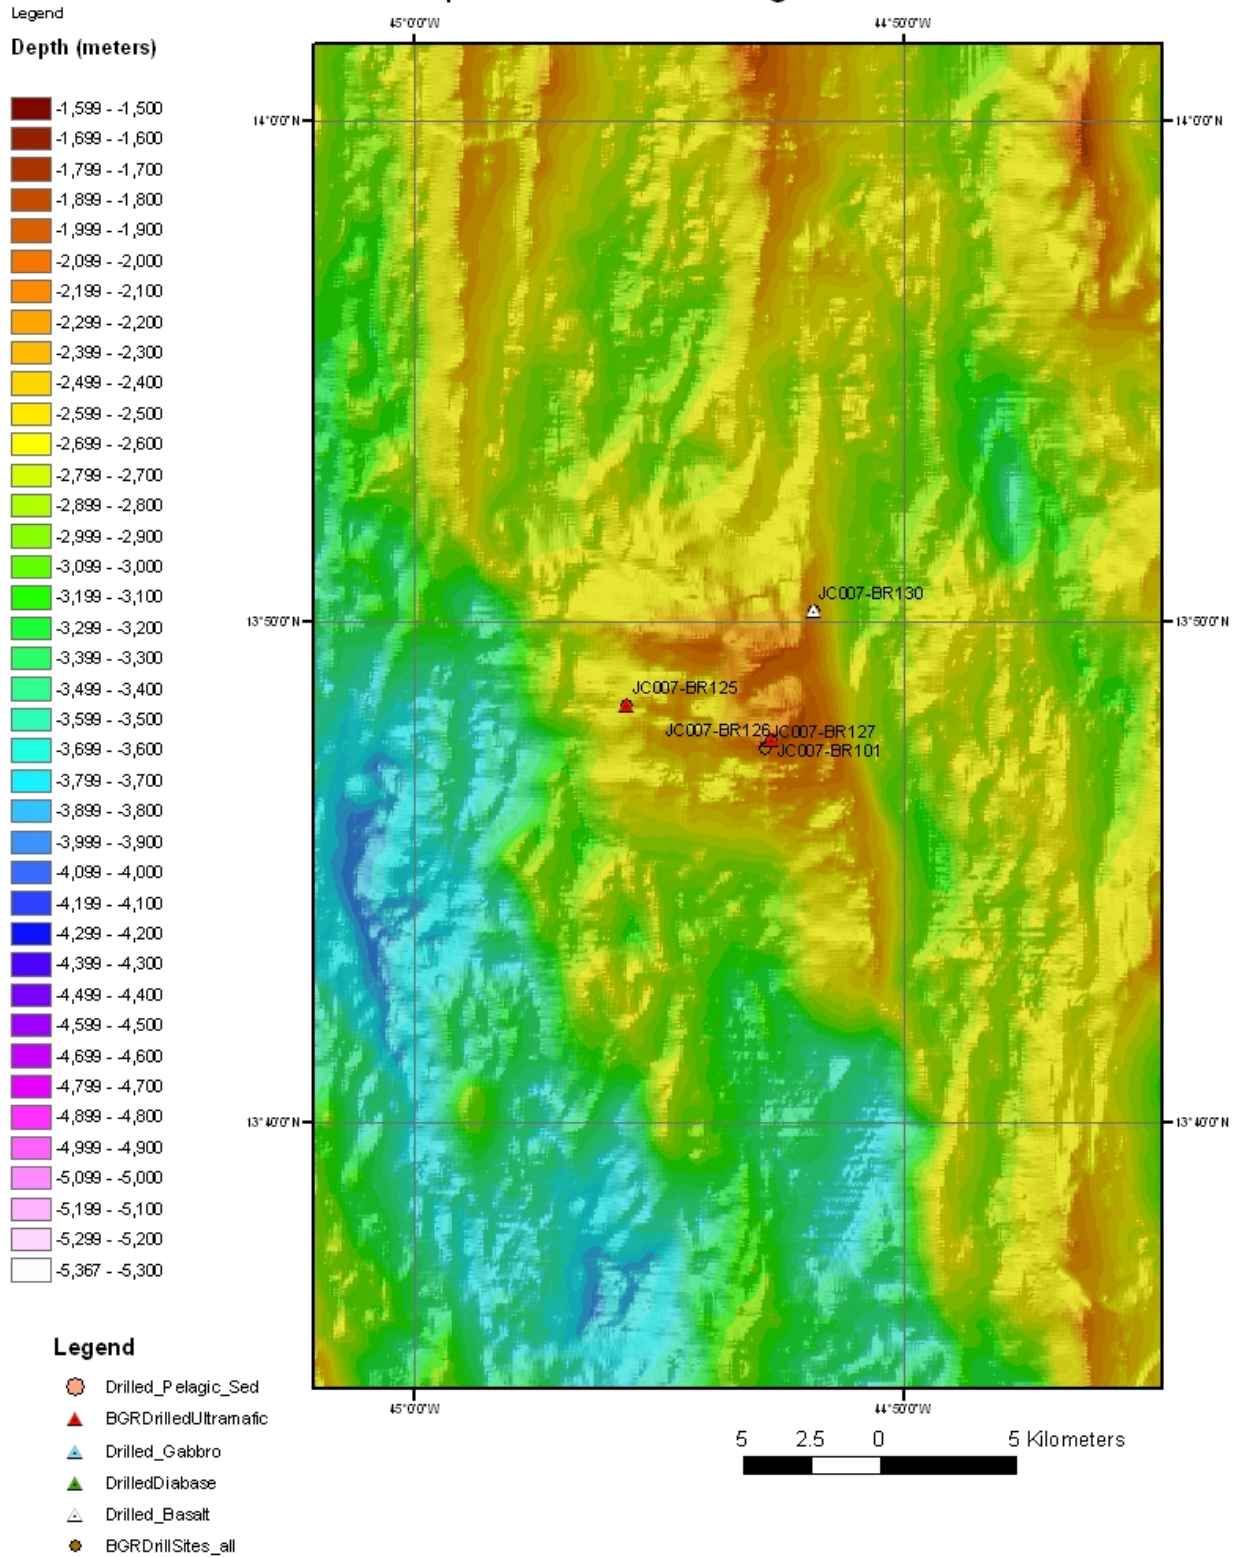 Legend
Depth (meters)
-1,599 - -1,500
-1,699 - -1,600
-1,799 - -1,700
-1,899 - -1,800
-1,999 - -1,900
-2,099 - -2,000
-2,199 - -2,100
-2,299 - -2,200
-2,399 - -2,300
-2,499 - -2,400
-2,599 - -2,500
-2,699 - -2,600
-2,799 - -2,700
-2,899 - -2,800
-2,999 - -2,900
-3,099 - -3,000
-3,199 - -3,100
-3,299 - -3,200
-3,399 - -3,300
-3,499 - -3,400
-3,599 - -3,500
-3,699 - -3,600
-3,799 - -3,700
-3,899 - -3,800
-3,999 - -3,900
-4,099 - -4,000
-4,199 - -4,100
-4,299 - -4,200
-4,399 - -4,300
-4,499 - -4,400
-4,599 - -4,500
-4,699 - -4,600
-4,799 - -4,700
-4,899 - -4,800
-4,999 - -4,900
-5,099 - -5,000
-5,199 - -5,100
-5,299 - -5,200
-5,367 - -5,300
Legend
Drilled_Pelagic_Sed
BGRDrilledUltramafic
Drilled_Gabbro
DrilledDiabase
Drilled_Basalt
BGRDrillSites_all
45°0'0"W 44°50'0"W
14°0'0"N 14°0'0"N
JC007-BR130
13°50'0"N 13°50'0"N
JC007-BR125
JC007-BR126 JC007-BR127
JC007-BR101
13°40'0"N 13°40'0"N
45°0'0"W 44°50'0"W
5 2.5 0 5 Kilometers